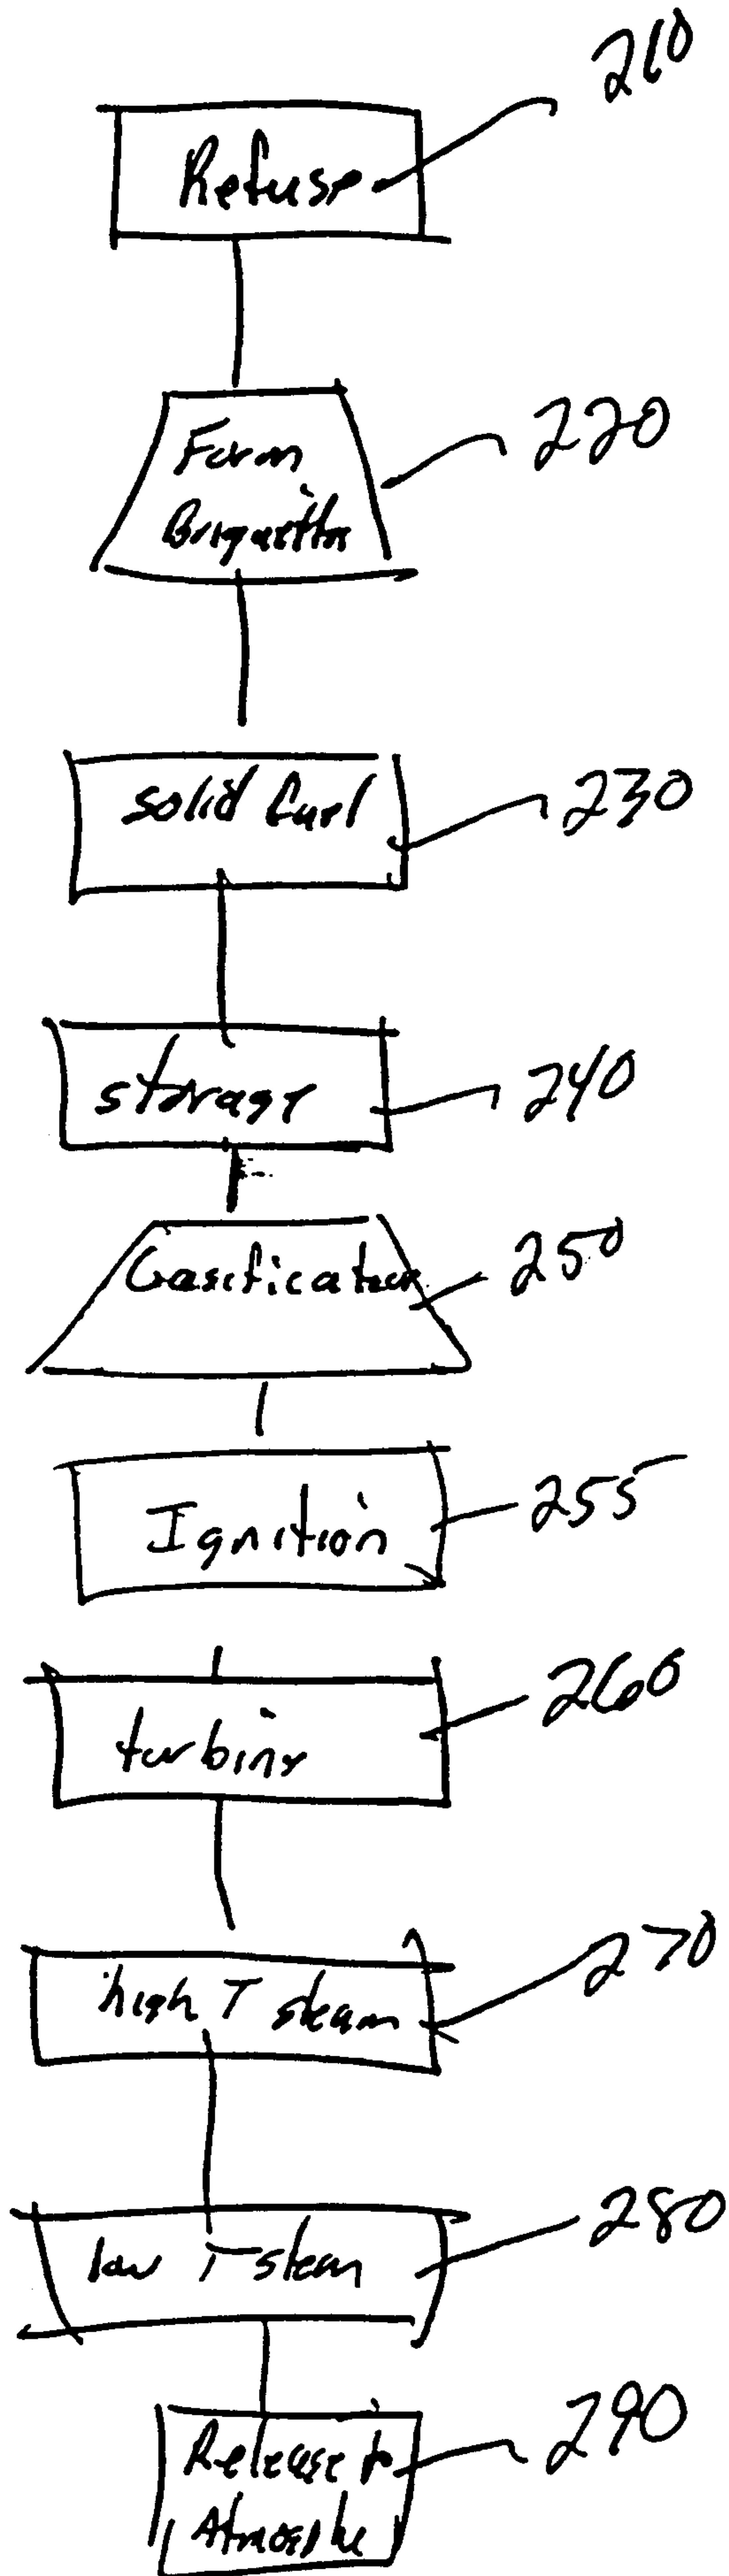 210
Refuse
220
Form
Briquettes
230
solid fuel
240
storage
250
Gasification
255
Ignition
260
turbine
270
high T steam
280
low T steam
290
Release to
Atmosphe